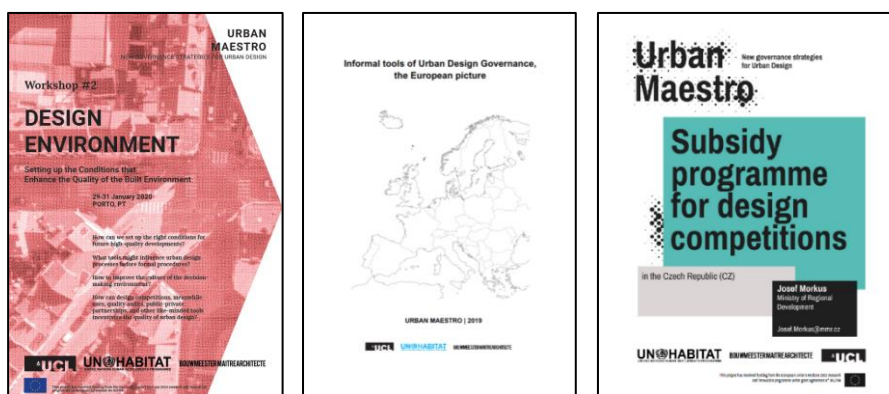 URBAN
MAESTRO
NEW GOVERNANCE STRATEGIES FOR URBAN DESIGN
Workshop #2
DESIGN
ENVIRONMENT
Setting up the Conditions that
Enhance the Quality of the Built Environment
29-31 January 2020
PORTO, PT
How can we set up the right conditions for
future high-quality developments?
What tools might influence urban design
processes before formal procedures?
How to improve the culture of the decision-
making environment?
How can design competitions, meanwhile
uses, quality audits, public-private
partnerships, and other like-minded tools
incentivise the quality of urban design?
UCL
UN HABITAT
BOUWMEESTERMAITREARCHITECTE
Informal tools of Urban Design Governance,
the European picture
URBAN MAESTRO | 2019
UCL
UN HABITAT
BOUWMEESTERMAITREARCHITECTE
Urban
Maestro
New governance strategies
for Urban Design
Subsidy
programme
for design
competitions
in the Czech Republic (CZ)
Josef Morkus
Ministry of Regional
Development
Josef.Morkus@mmr.cz
UN HABITAT
BOUWMEESTERMAITREARCHITECTE
UCL